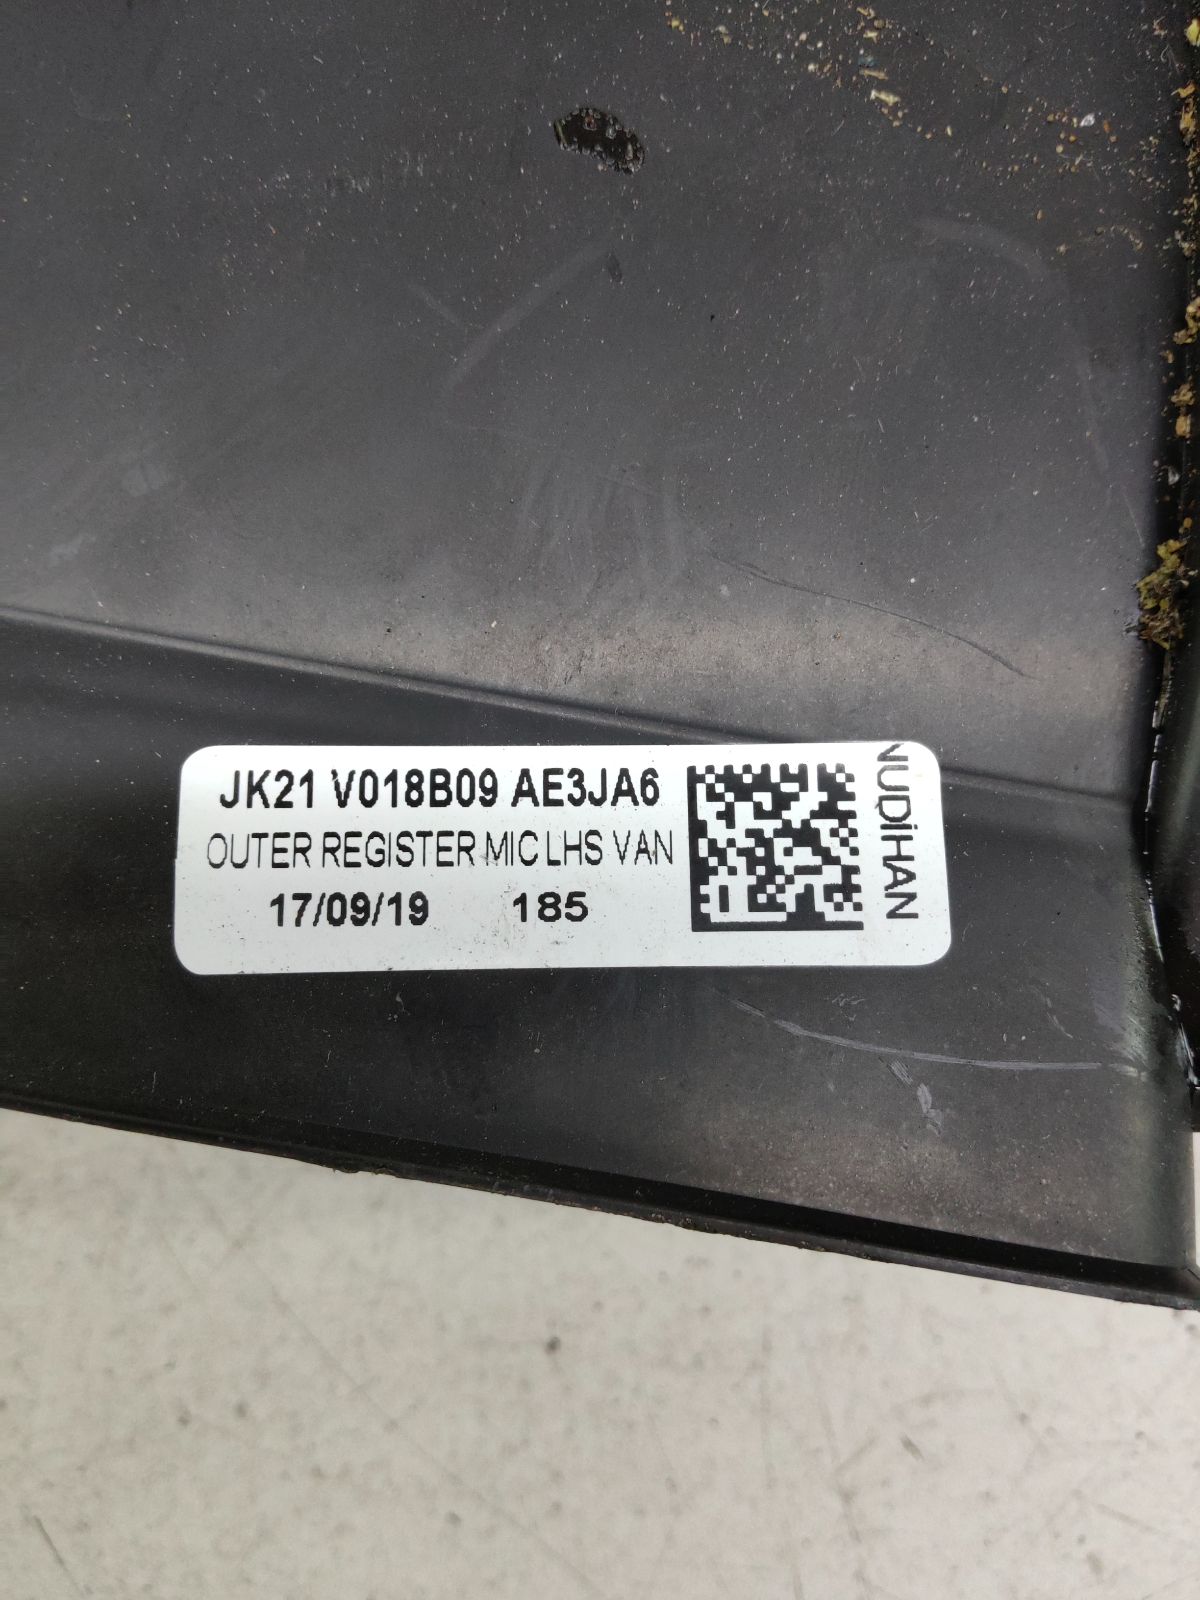 JK21 V018B09 AE3JA6
OUTER REGISTER MIC LHS VAN
17/09/19 185
NUDİHAN